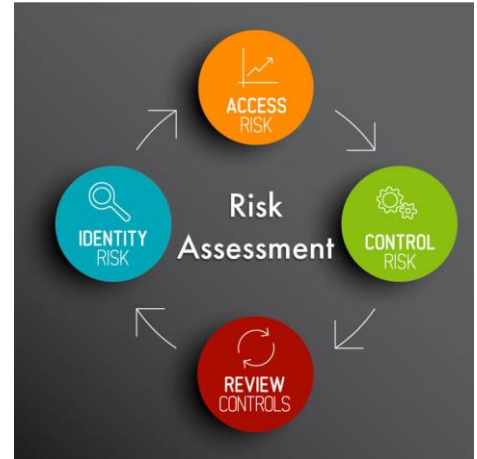 ACCESS
RISK
Risk
Assessment
IDENTITY
RISK
CONTROL
RISK
REVIEW
CONTROLS